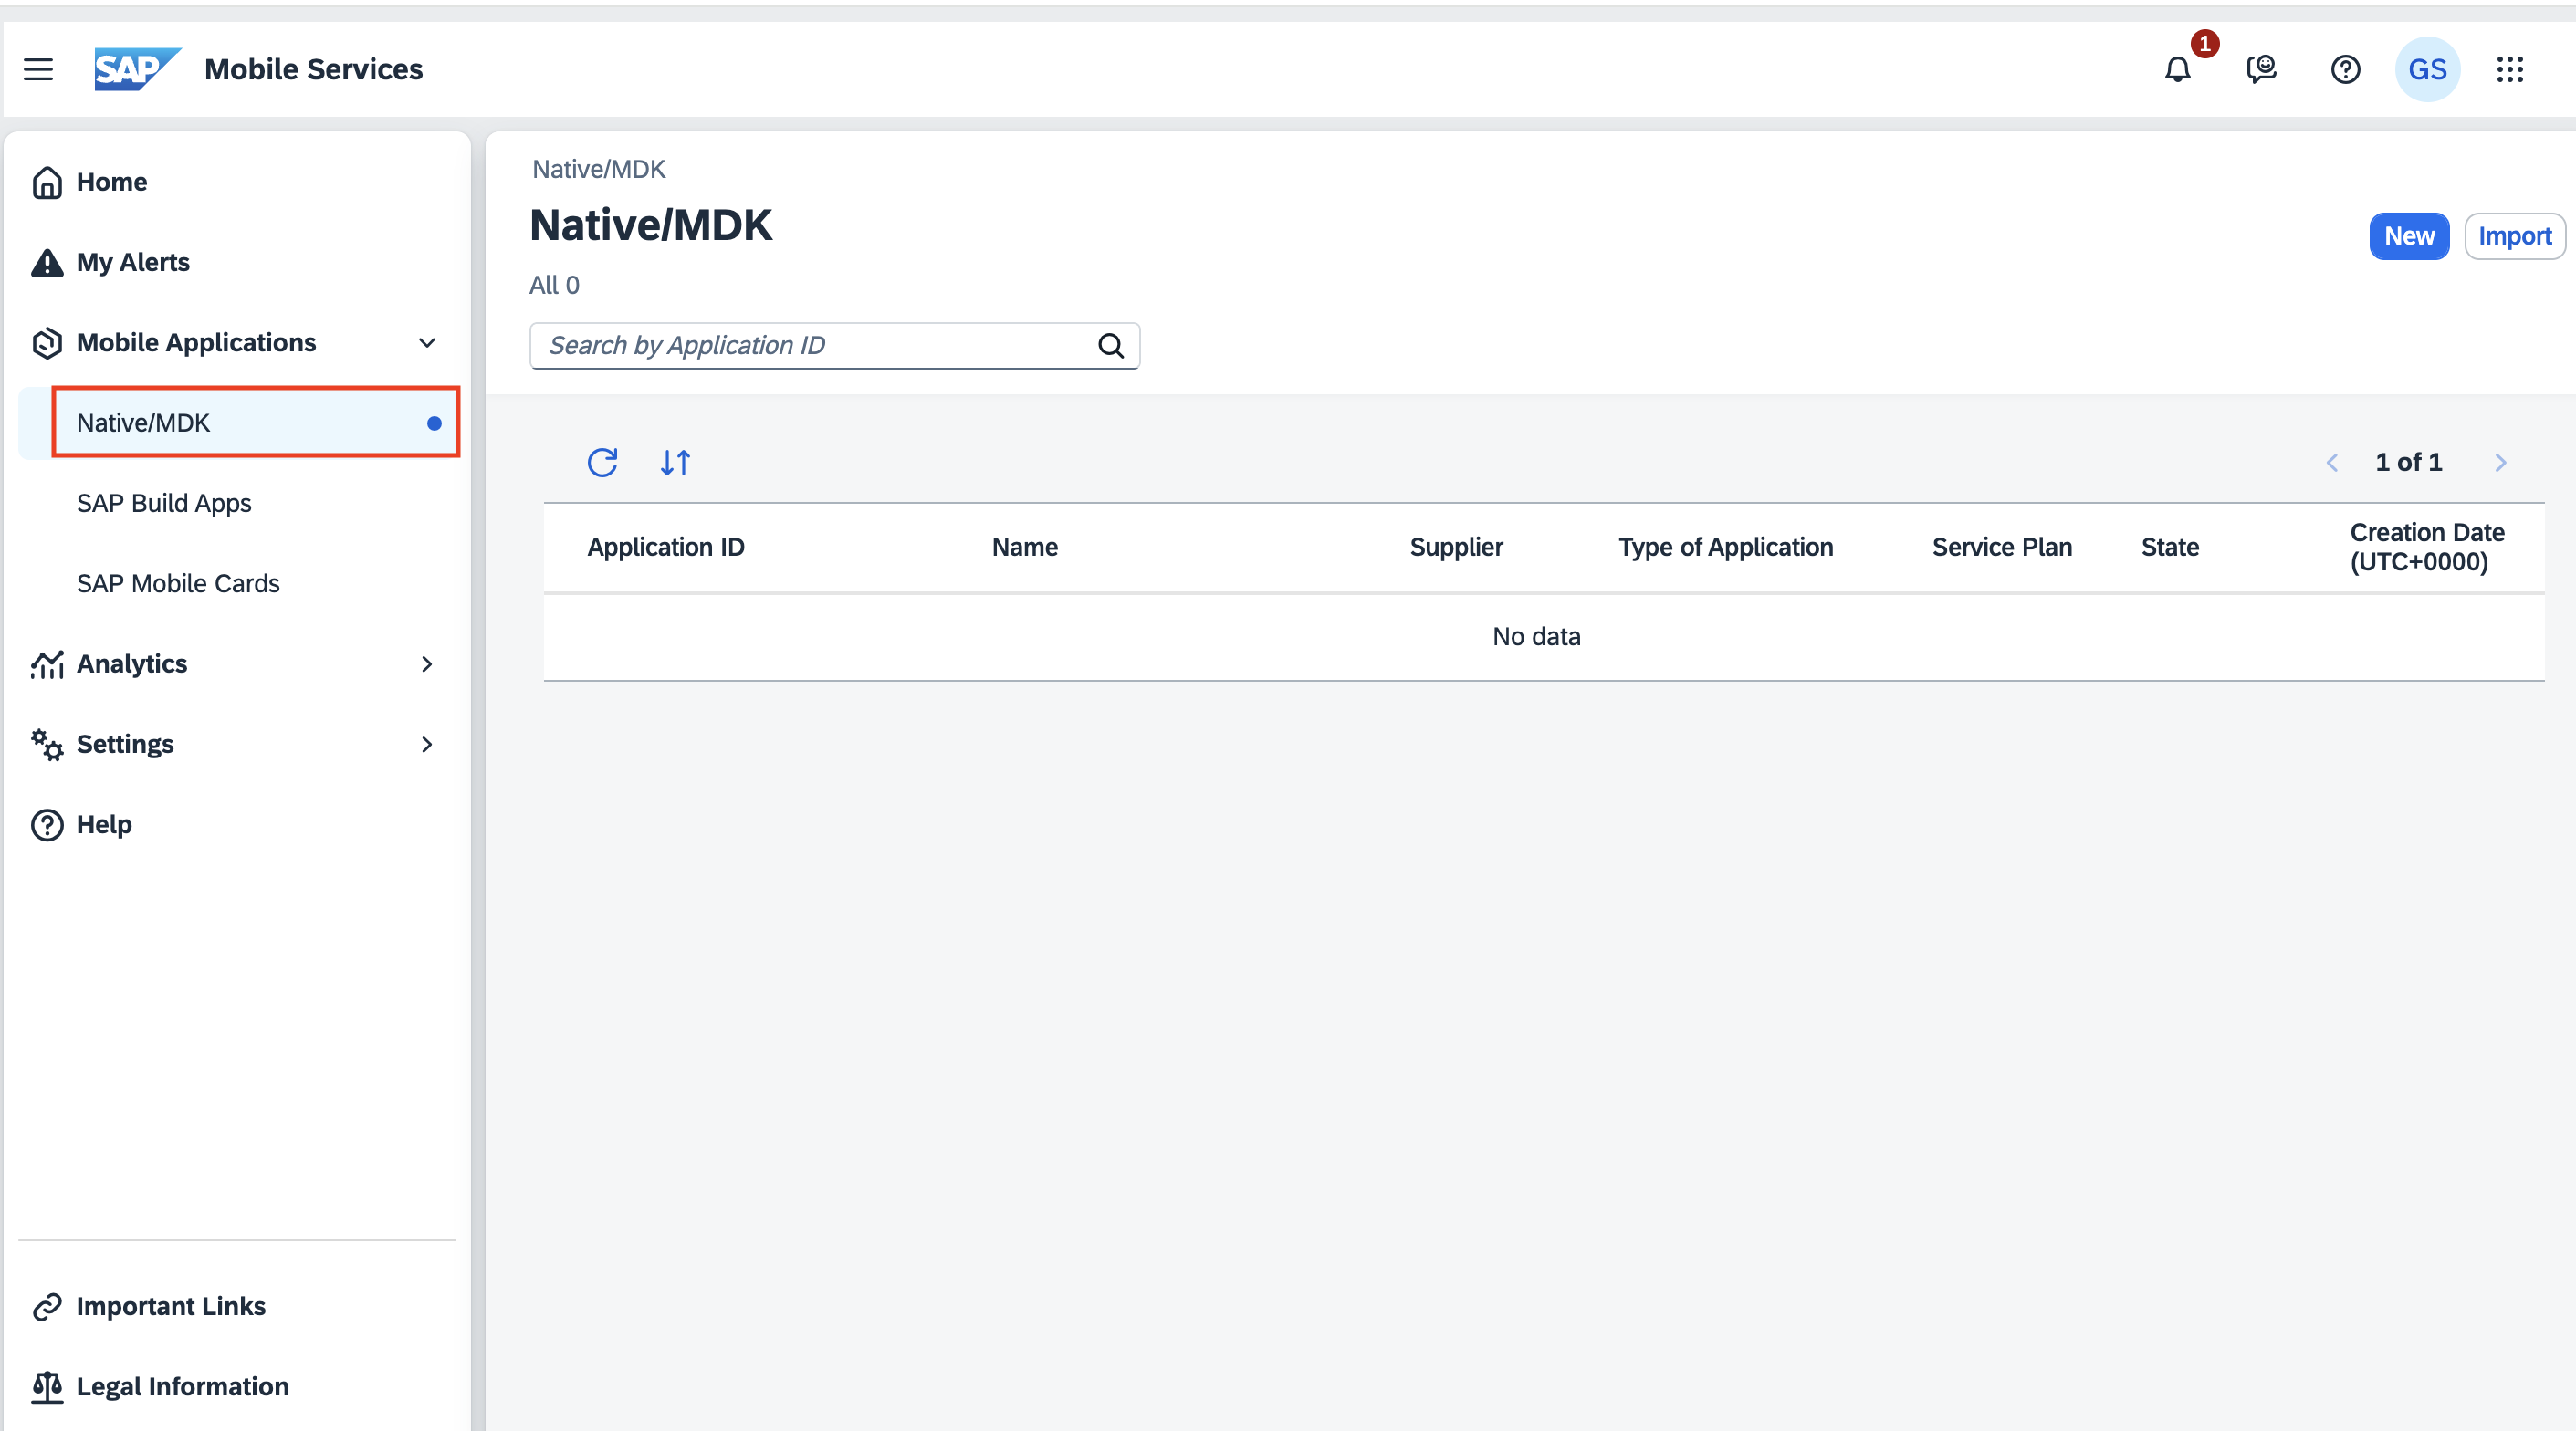 SAP Mobile Services
1
GS
Home
My Alerts
Mobile Applications
Native/MDK
SAP Build Apps
SAP Mobile Cards
Analytics
Settings
Help
Important Links
Legal Information
Native/MDK
Native/MDK
New Import
All 0
Search by Application ID
1 of 1
Application ID Name Supplier Type of Application Service Plan State Creation Date
(UTC+0000)
No data